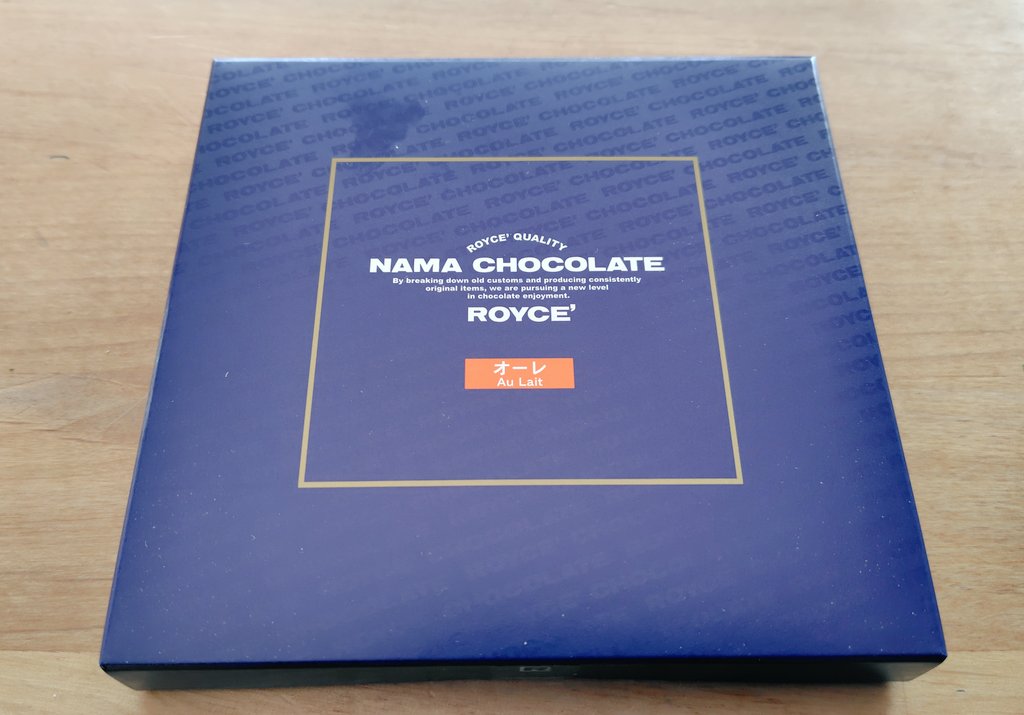 ROYCE' QUALITY
NAMA CHOCOLATE
By breaking down old customs and producing consistently
original items, we are pursuing a new level
in chocolate enjoyment.
ROYCE'
オーレ
Au Lait